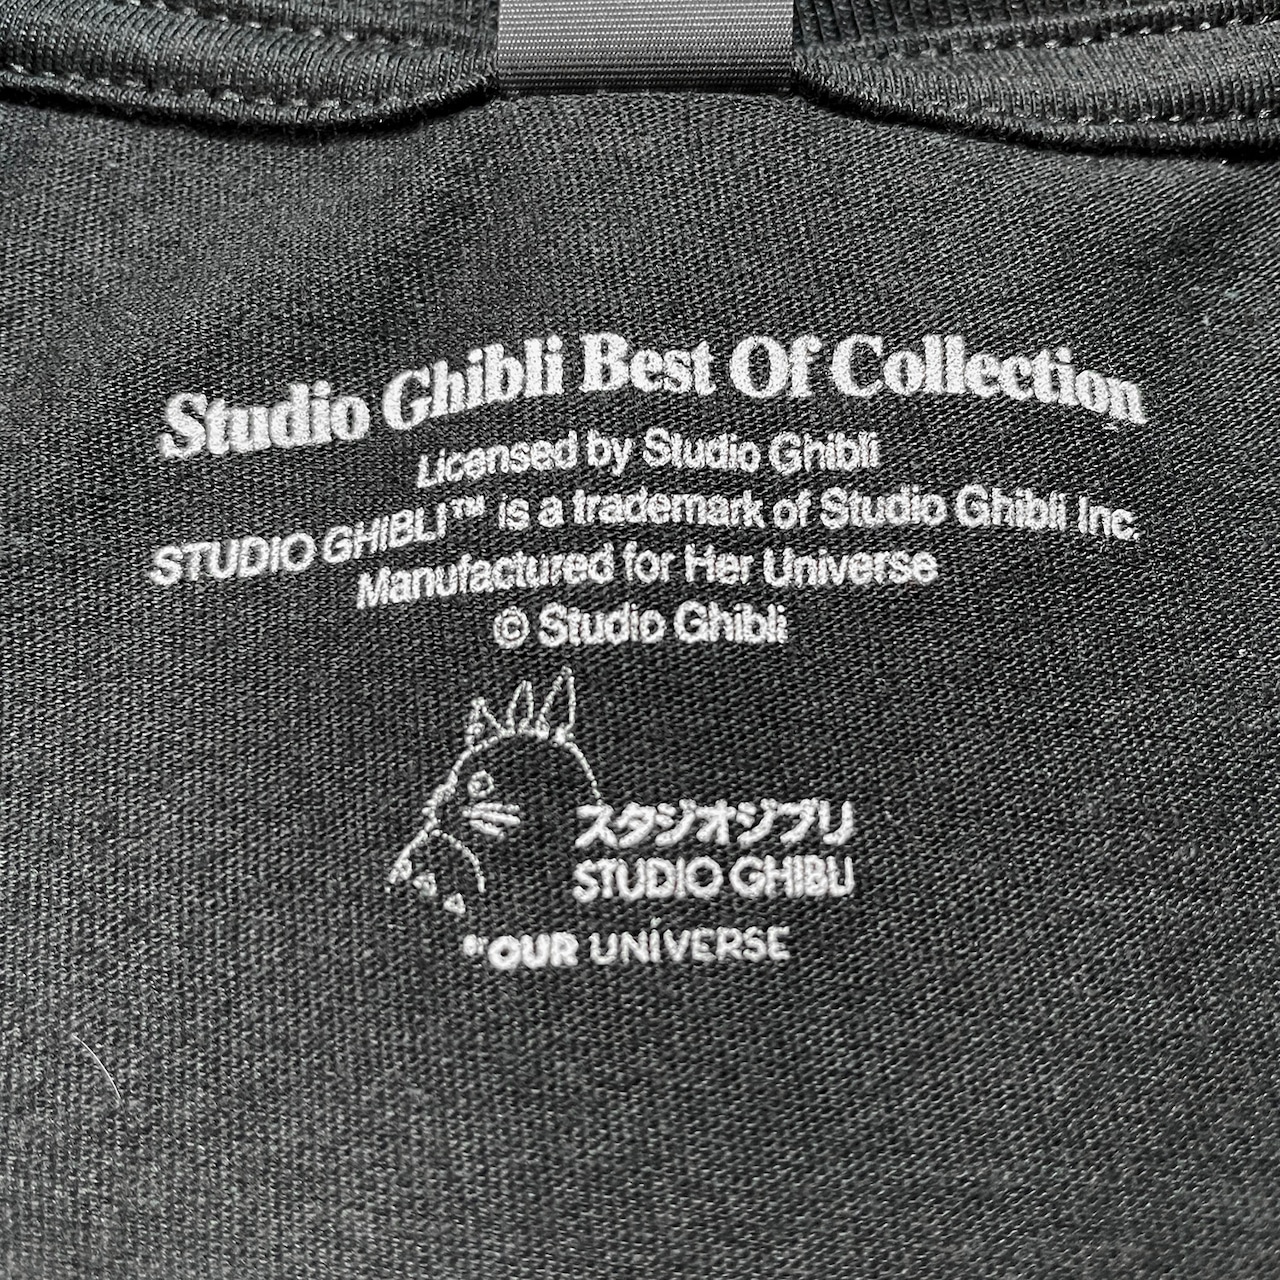 Studio Ghibli Best Of Collection
Licensed by Studio Ghibli
STUDIO GHIBLI™ is a trademark of Studio Ghibli Inc.
Manufactured for Her Universe
© Studio Ghibli
スタジオジブリ
STUDIO GHIBLI
BY OUR UNIVERSE